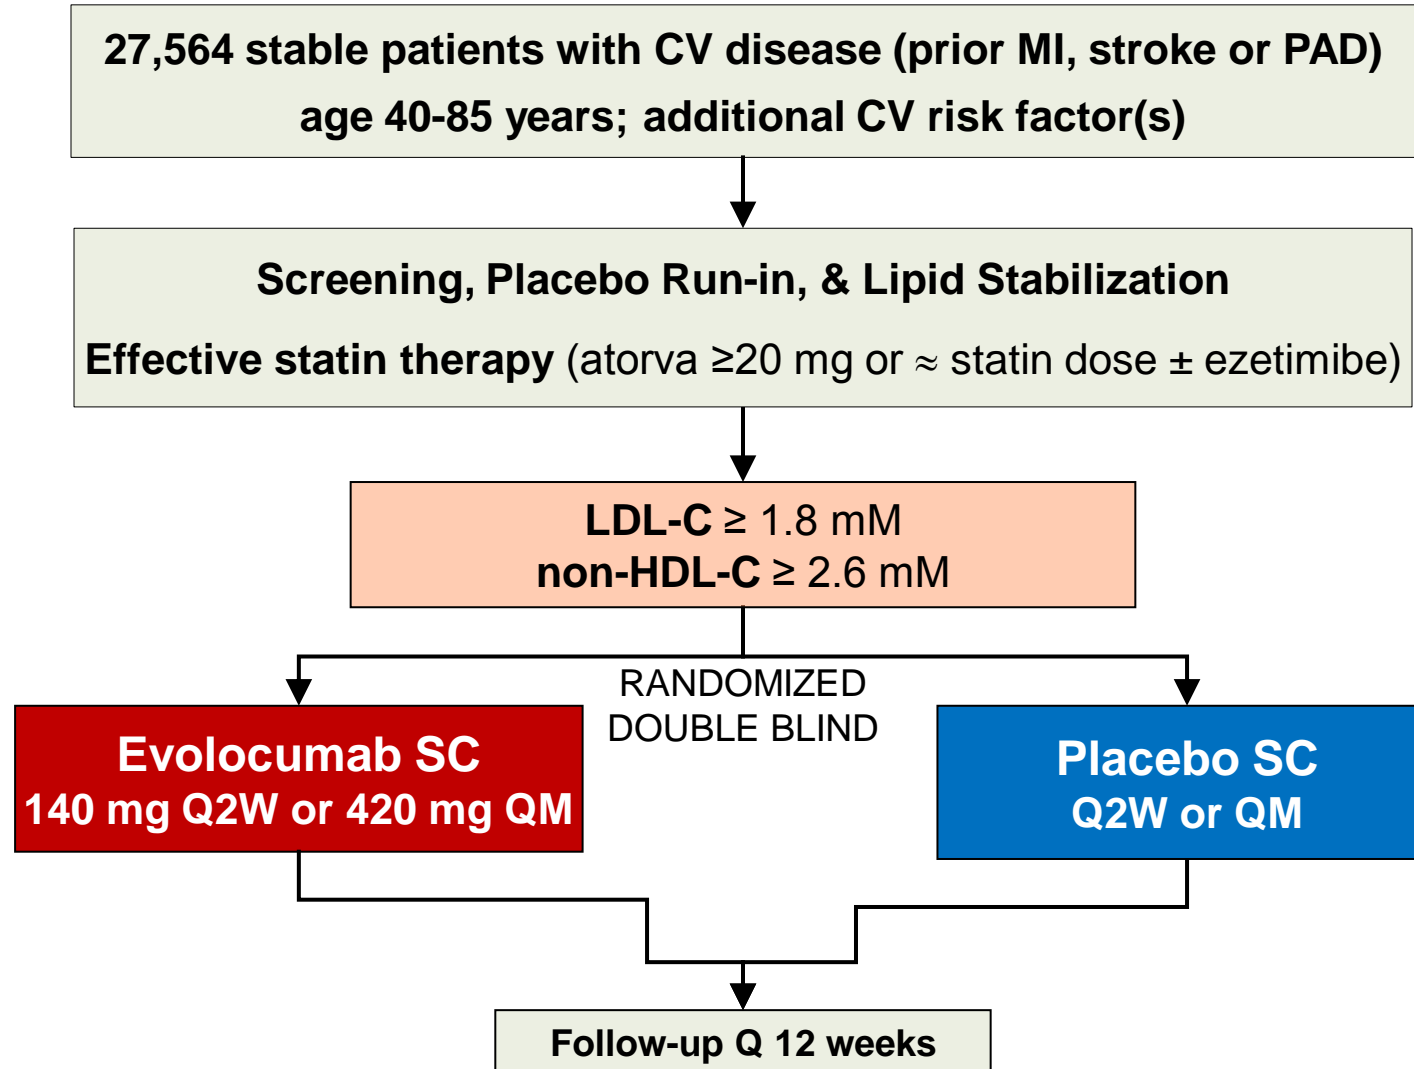 27,564 stable patients with CV disease (prior MI, stroke or PAD)
age 40-85 years; additional CV risk factor(s)
Screening, Placebo Run-in, & Lipid Stabilization
Effective statin therapy (atorva ≥20 mg or ≈ statin dose ± ezetimibe)
LDL-C ≥ 1.8 mM
non-HDL-C ≥ 2.6 mM
RANDOMIZED
DOUBLE BLIND
Evolocumab SC
140 mg Q2W or 420 mg QM
Placebo SC
Q2W or QM
Follow-up Q 12 weeks